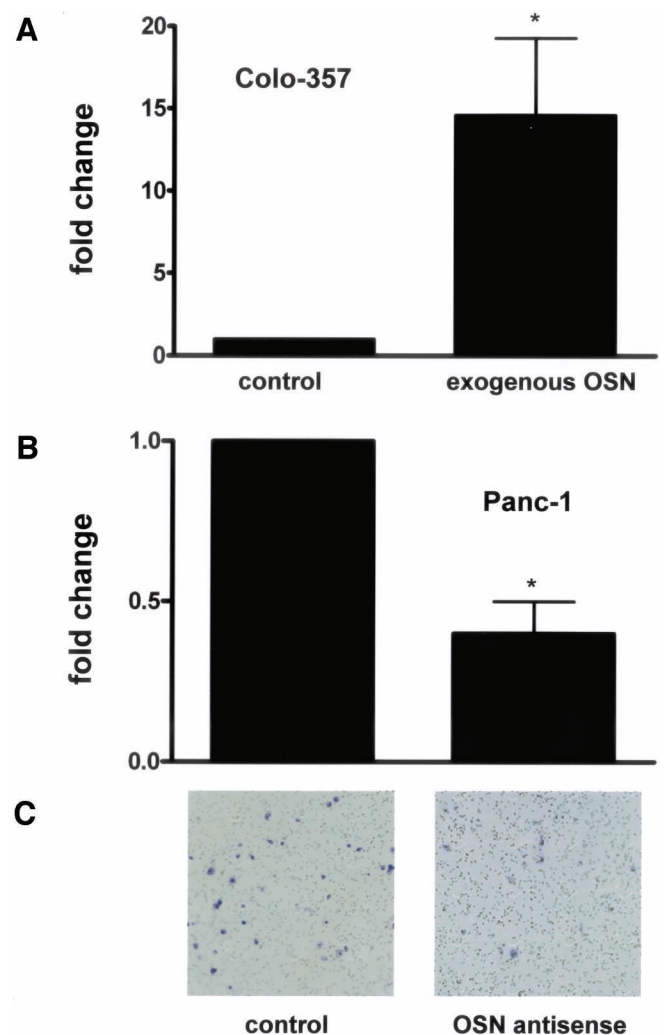 A
fold change
20
15
10
5
0
*
Colo-357
control
exogenous OSN
B
fold change
1.0
0.5
0.0
*
Panc-1
C
control
OSN antisense